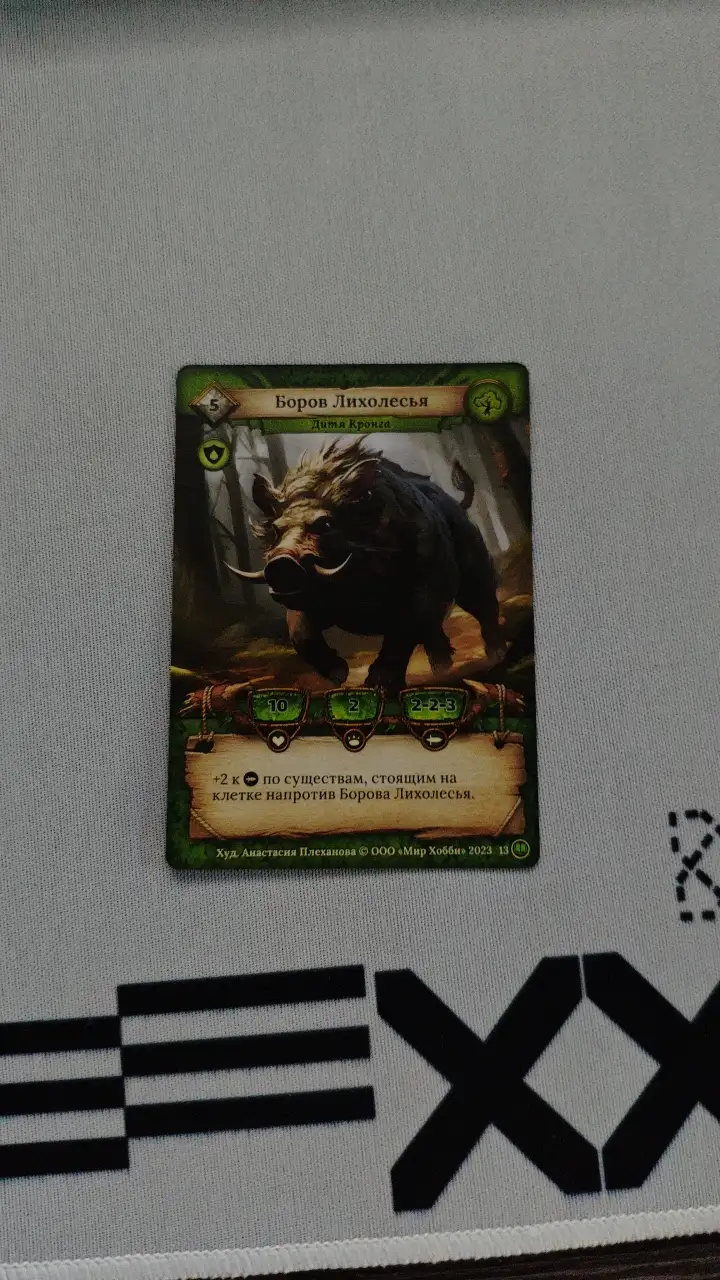 5
Боров Лихолесья
Дитя Кронга
10 2 2-2-3
+2 к по существам, стоящим на
клетке напротив Борова Лихолесья.
Худ. Анастасия Плеханова © ООО «Мир Хобби» 2023 13
XX